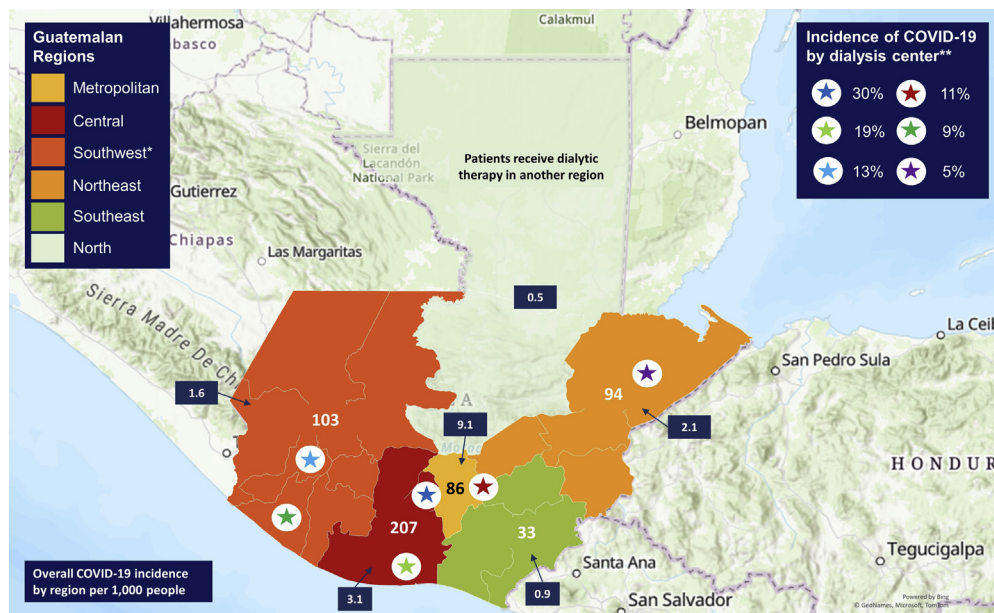 Guatemalan
Regions
Metropolitan
Central
Southwest*
Northeast
Southeast
North
Incidence of COVID-19
by dialysis center**
30%
11%
19%
9%
13%
5%
Villahermosa
basco
Calakmul
Belmopan
Sierra del
Lacandón
National Park
Patients receive dialytic
therapy in another region
Gutierrez
Chiapas
Las Margaritas
Sierra Madre De Ch
0.5
La Ceib
San Pedro Sula
94
1.6
103
A
9.1
2.1
T
86
HONDUR
207
33
Santa Ana
Tegucigalpa
Overall COVID-19 incidence
by region per 1,000 people
3.1
0.9
San Salvador
Powered by Bing
© GeoNames, Microsoft, TomTom